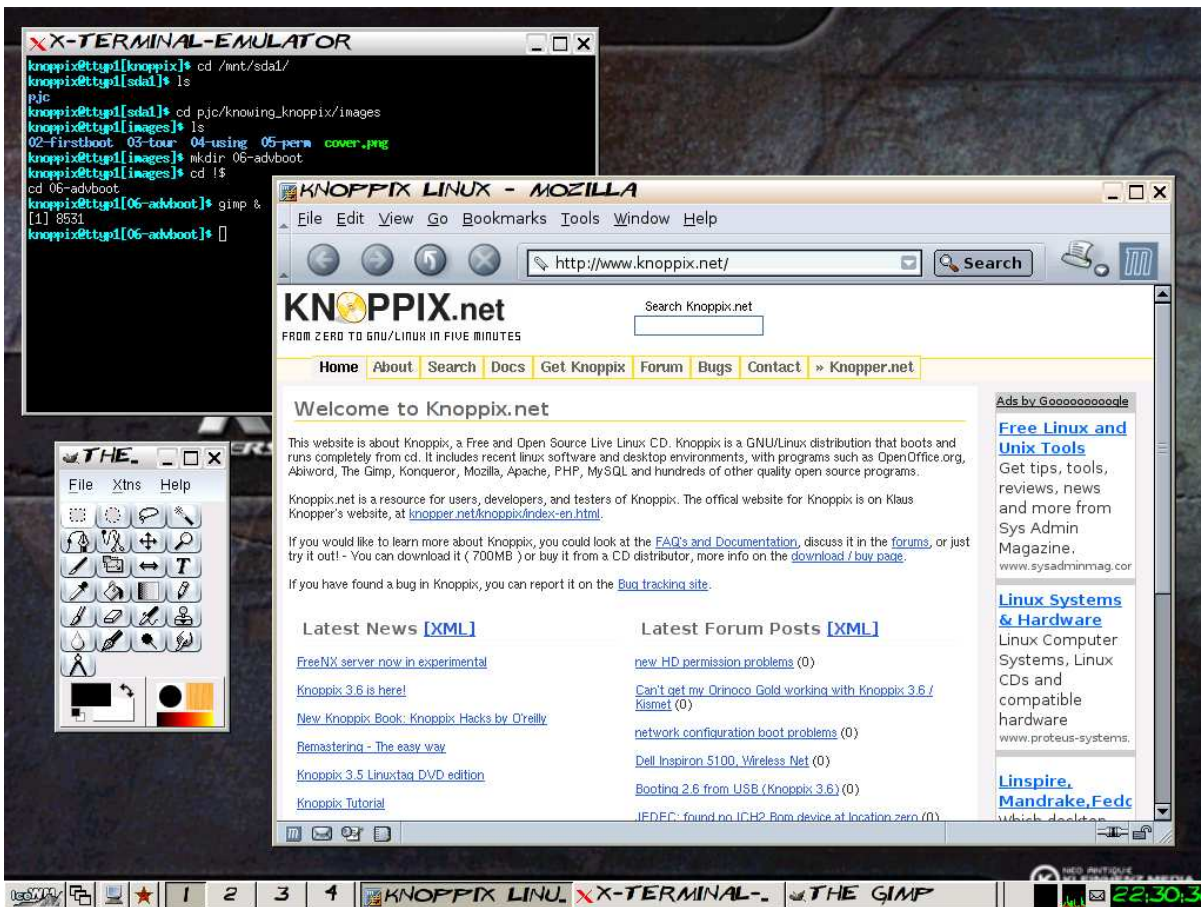 X-TERMINAL-EMULATOR
knoppix@ttyp1[knoppix]$ cd /mnt/sda1/
knoppix@ttyp1[sda1]$ ls
pjc
knoppix@ttyp1[sda1]$ cd pjc/knowing_knoppix/images
knoppix@ttyp1[images]$ ls
02-firstboot 03-tour 04-using 05-perm cover.png
knoppix@ttyp1[images]$ mkdir 06-advboot
knoppix@ttyp1[images]$ cd !$
cd 06-advboot
knoppix@ttyp1[06-advboot]$ gimp &
[1] 8531
knoppix@ttyp1[06-advboot]$
KNOPPIX LINUX - MOZILLA
File Edit View Go Bookmarks Tools Window Help
http://www.knoppix.net/
Search
KNOPPIX.net
FROM ZERO TO GNU/LINUX IN FIVE MINUTES
Search Knoppix.net
Home About Search Docs Get Knoppix Forum Bugs Contact » Knopper.net
Welcome to Knoppix.net
This website is about Knoppix, a Free and Open Source Live Linux CD. Knoppix is a GNU/Linux distribution that boots and
runs completely from cd. It includes recent linux software and desktop environments, with programs such as OpenOffice.org,
Abiword, The Gimp, Konqueror, Mozilla, Apache, PHP, MySQL and hundreds of other quality open source programs.
Knoppix.net is a resource for users, developers, and testers of Knoppix. The offical website for Knoppix is on Klaus
Knopper's website, at knopper.net/knoppix/index-en.html.
If you would like to learn more about Knoppix, you could look at the FAQ's and Documentation, discuss it in the forums, or just
try it out! - You can download it ( 700MB ) or buy it from a CD distributor, more info on the download / buy page.
If you have found a bug in Knoppix, you can report it on the Bug tracking site.
Latest News [XML]
FreeNX server now in experimental
Knoppix 3.6 is here!
New Knoppix Book: Knoppix Hacks by O'reilly
Remastering - The easy way
Knoppix 3.5 Linuxtag DVD edition
Knoppix Tutorial
Latest Forum Posts [XML]
new HD permission problems (0)
Can't get my Orinoco Gold working with Knoppix 3.6 /
Kismet (0)
network configuration boot problems (0)
Dell Inspiron 5100, Wireless Net (0)
Booting 2.6 from USB (Knoppix 3.6) (0)
JEDEC: found no ICH2 Rom device at location zero (0)
Ads by Goooooooooogle
Free Linux and
Unix Tools
Get tips, tools,
reviews, news
and more from
Sys Admin
Magazine.
www.sysadminmag.cor
Linux Systems
& Hardware
Linux Computer
Systems, Linux
CDs and
compatible
hardware
www.proteus-systems.
Linspire,
Mandrake,Fedc
Which desktop
THE_
File Xtns Help
1 2 3 4 KNOPPIX LINU_ X-TERMINAL-_ THE GIMP
22:30:3